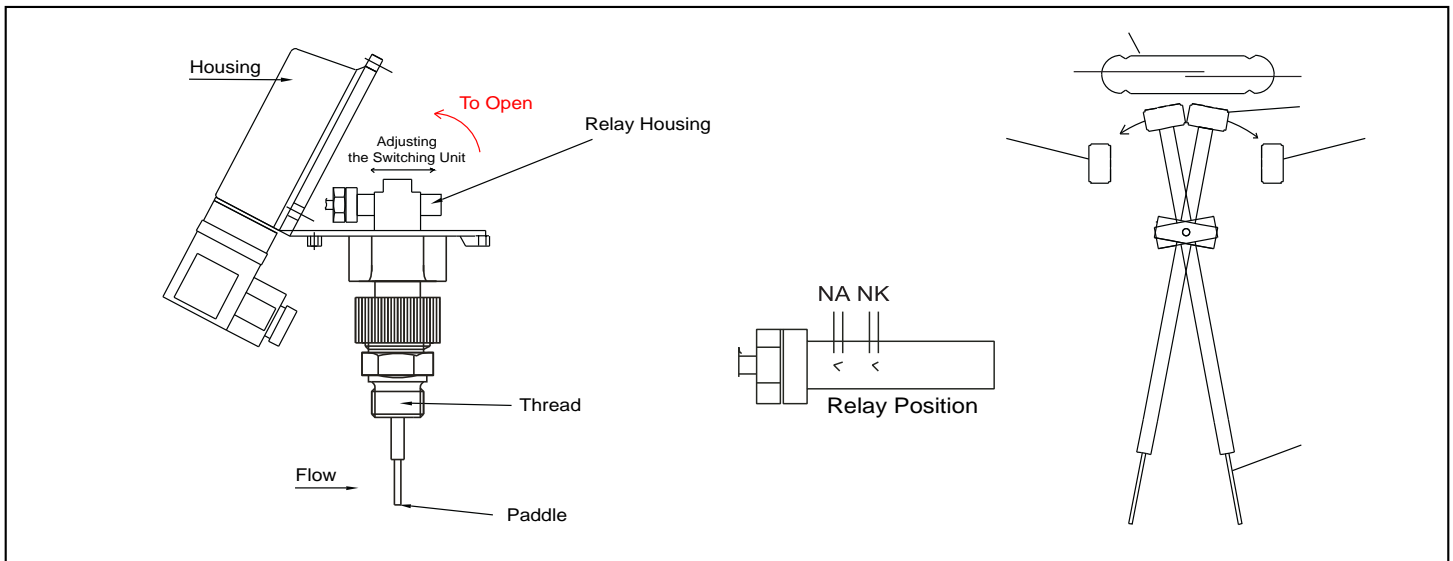 Housing
To Open
Relay Housing
Adjusting
the Switching Unit
NA NK
Relay Position
Thread
Flow
Paddle